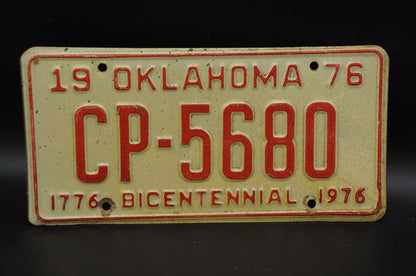 19 OKLAHOMA 76
CP-5680
1776 BICENTENNIAL 1976